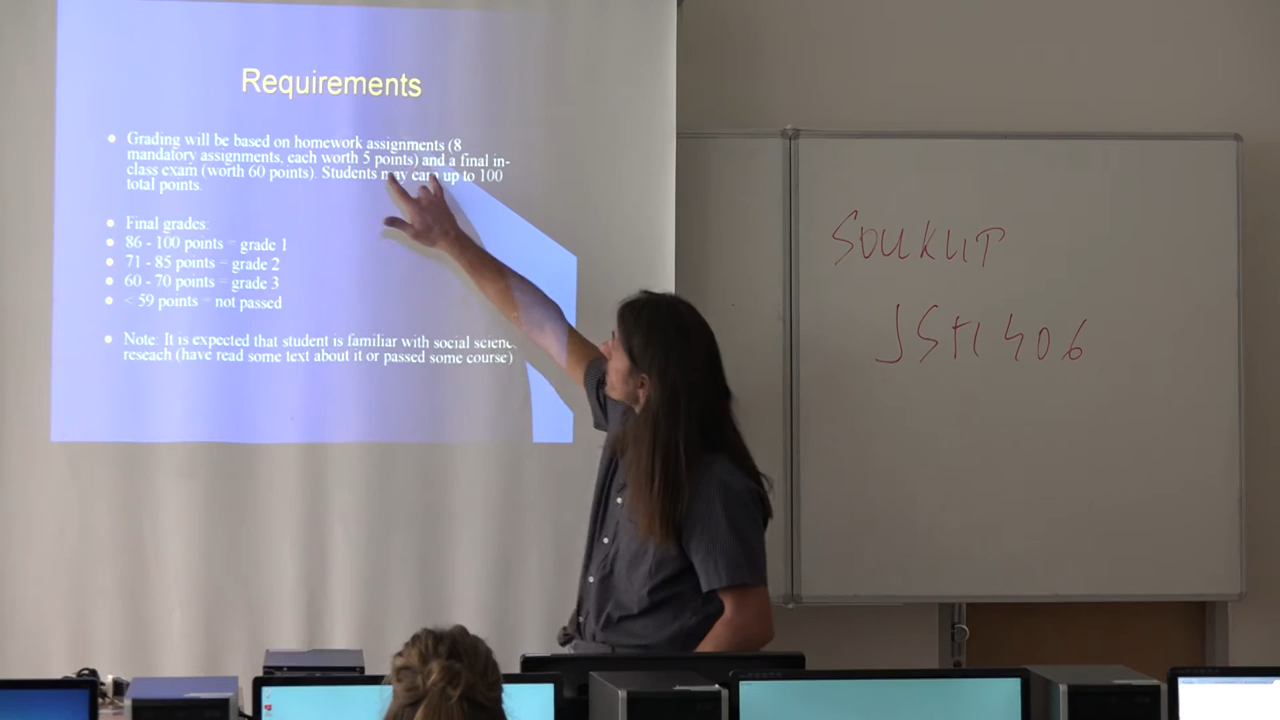 Requirements
Grading will be based on homework assignments (8
mandatory assignments, each worth 5 points) and a final in-
class exam (worth 60 points). Students may earn up to 100
total points.
Final grades:
86 - 100 points = grade 1
71 - 85 points = grade 2
60 - 70 points = grade 3
< 59 points = not passed
Note: It is expected that student is familiar with social scienc
reseach (have read some text about it or passed some course)
SOUKUP
JSM406